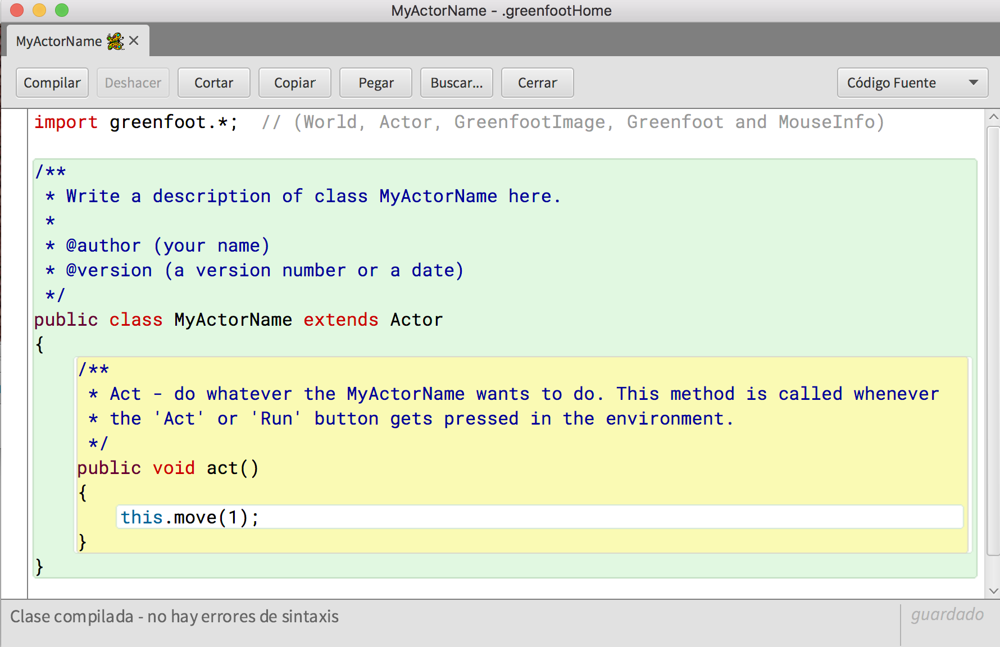 MyActorName - .greenfootHome
MyActorName
Compilar Deshacer Cortar Copiar Pegar Buscar... Cerrar Código Fuente
import greenfoot.*;  // (World, Actor, GreenfootImage, Greenfoot and MouseInfo)
/**
 * Write a description of class MyActorName here.
 *
 * @author (your name)
 * @version (a version number or a date)
 */
public class MyActorName extends Actor
{
    /**
     * Act - do whatever the MyActorName wants to do. This method is called whenever
     * the 'Act' or 'Run' button gets pressed in the environment.
     */
    public void act()
    {
        this.move(1);
    }
}
Clase compilada - no hay errores de sintaxis
guardado